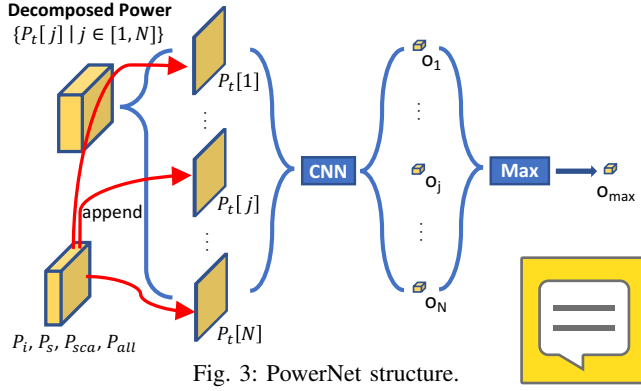 Decomposed Power
{P_t[j] | j ∈ [1, N]}
P_t[1]
⋮
P_t[j]
⋮
P_t[N]
append
P_i, P_s, P_sca, P_all
CNN
o_1
⋮
o_j
⋮
o_N
Max
o_max
Fig. 3: PowerNet structure.